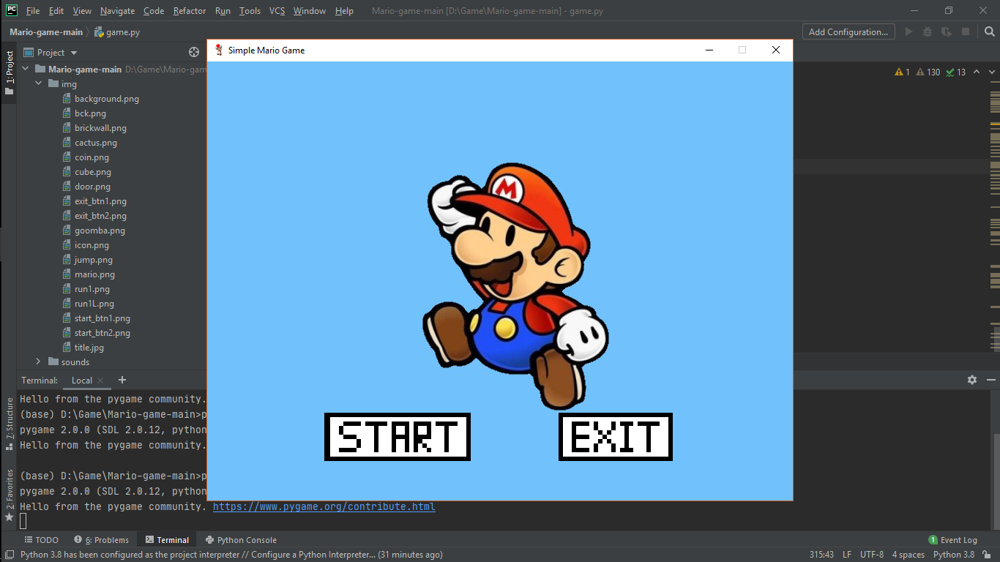 PC File Edit View Navigate Code Refactor Run Tools VCS Window Help Mario-game-main [D:\Game\Mario-game-main] - game.py
Mario-game-main game.py Add Configuration...
Simple Mario Game
1: Project
Project
Mario-game-main D:\Game\Mario-gam
1 130 13
img
background.png
bck.png
brickwall.png
cactus.png
coin.png
cube.png
door.png
exit_btn1.png
exit_btn2.png
goomba.png
icon.png
jump.png
mario.png
run1.png
run1L.png
start_btn1.png
start_btn2.png
title.jpg
sounds
M
START EXIT
Terminal: Local
7: Structure
2: Favorites
Hello from the pygame community.
(base) D:\Game\Mario-game-main>p
pygame 2.0.0 (SDL 2.0.12, python
Hello from the pygame community.
(base) D:\Game\Mario-game-main>p
pygame 2.0.0 (SDL 2.0.12, python
Hello from the pygame community. https://www.pygame.org/contribute.html
TODO 6: Problems Terminal Python Console 1 Event Log
Python 3.8 has been configured as the project interpreter // Configure a Python Interpreter... (31 minutes ago) 315:43 LF UTF-8 4 spaces Python 3.8